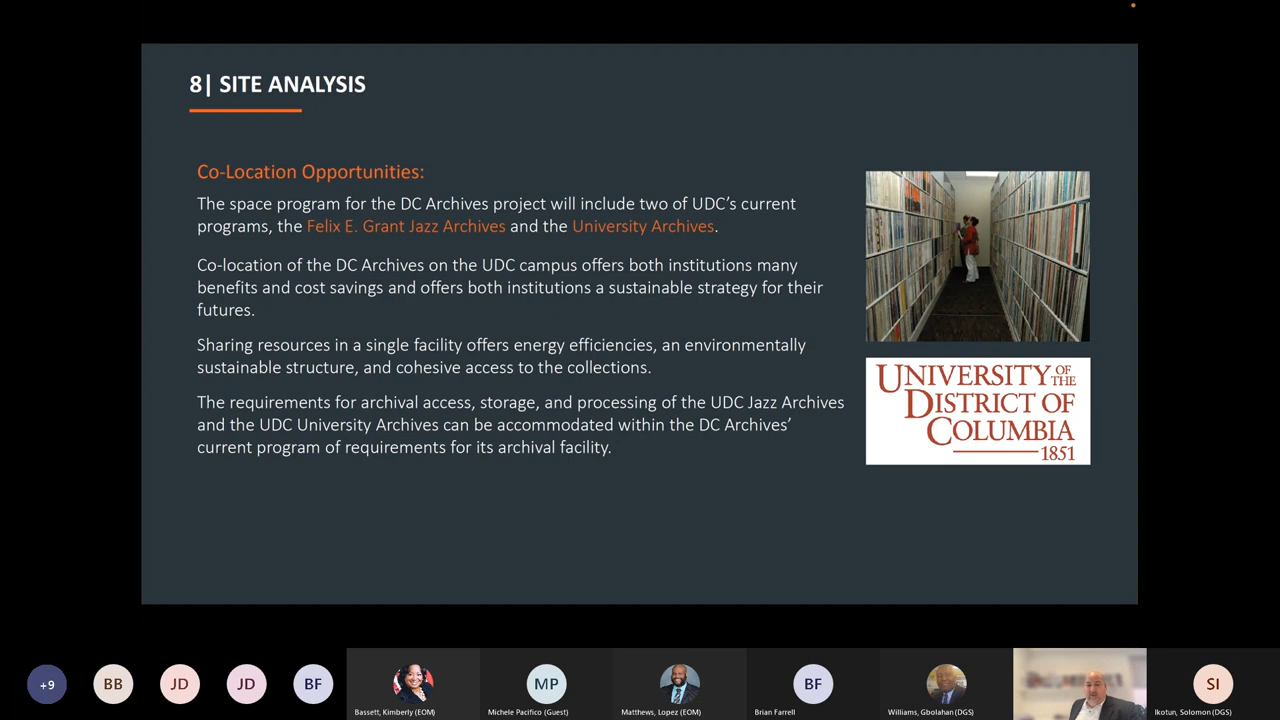 8| SITE ANALYSIS
Co-Location Opportunities:
The space program for the DC Archives project will include two of UDC’s current
programs, the Felix E. Grant Jazz Archives and the University Archives.
Co-location of the DC Archives on the UDC campus offers both institutions many
benefits and cost savings and offers both institutions a sustainable strategy for their
futures.
Sharing resources in a single facility offers energy efficiencies, an environmentally
sustainable structure, and cohesive access to the collections.
The requirements for archival access, storage, and processing of the UDC Jazz Archives
and the UDC University Archives can be accommodated within the DC Archives’
current program of requirements for its archival facility.
UNIVERSITY OF THE
DISTRICT OF
COLUMBIA
1851
+9
BB
JD
JD
BF
Bassett, Kimberly (EOM)
MP
Michele Pacifico (Guest)
Matthews, Lopez (EOM)
BF
Brian Farrell
Williams, Gbolahan (DGS)
SI
Ikotun, Solomon (DGS)